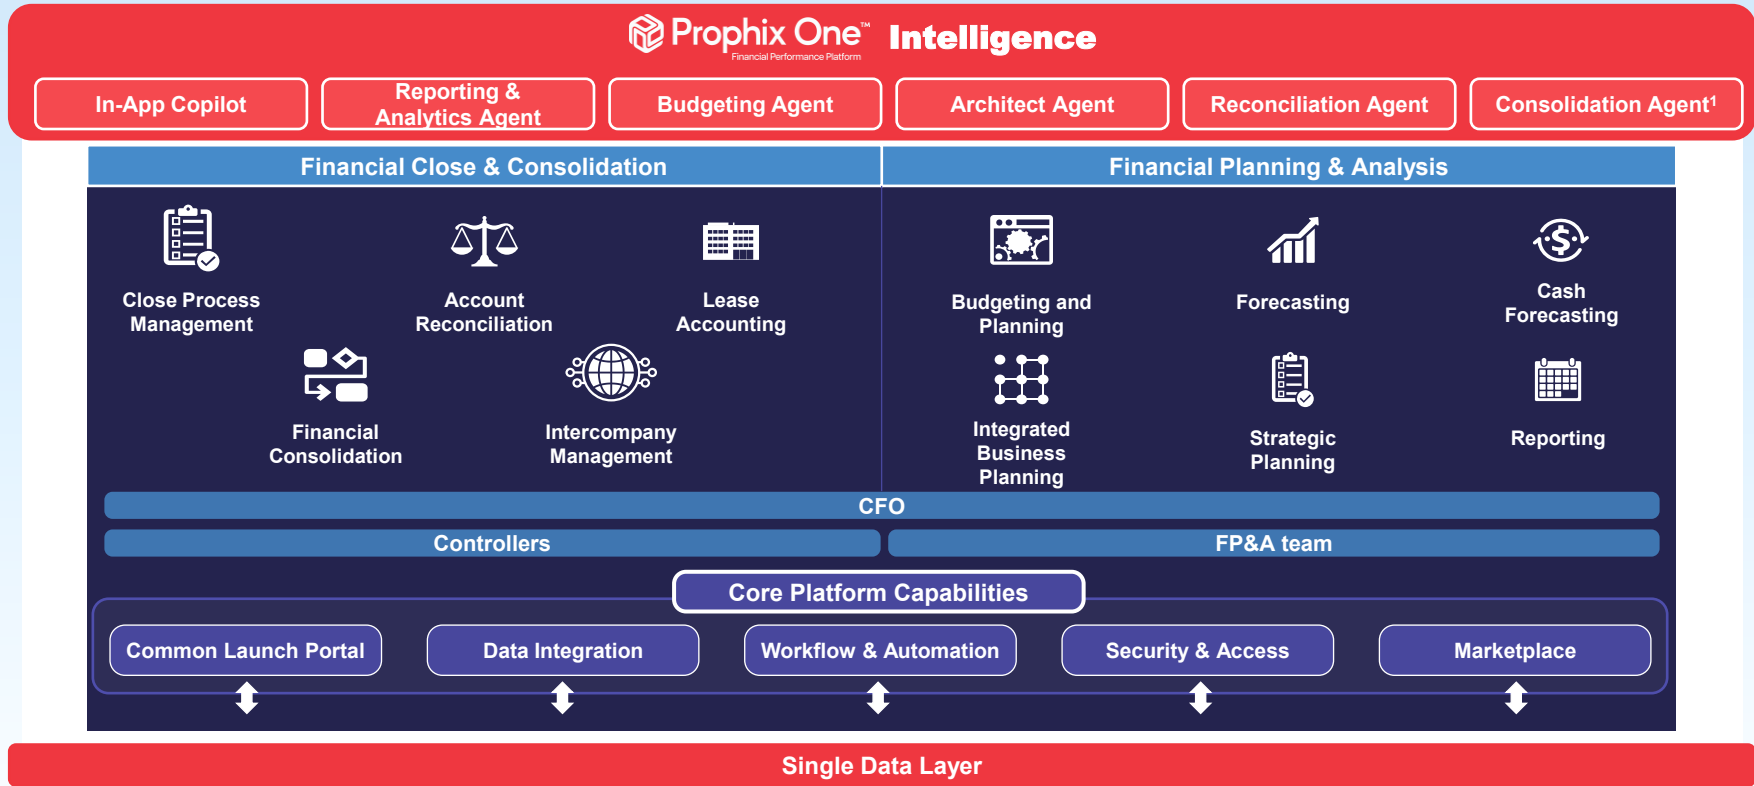 Prophix One™ Intelligence
Financial Performance Platform
In-App Copilot
Reporting &
Analytics Agent
Budgeting Agent
Architect Agent
Reconciliation Agent
Consolidation Agent¹
Financial Close & Consolidation
Financial Planning & Analysis
Close Process
Management
Account
Reconciliation
Lease
Accounting
Financial
Consolidation
Intercompany
Management
Budgeting and
Planning
Forecasting
Cash
Forecasting
Integrated
Business
Planning
Strategic
Planning
Reporting
CFO
Controllers
FP&A team
Core Platform Capabilities
Common Launch Portal
Data Integration
Workflow & Automation
Security & Access
Marketplace
Single Data Layer